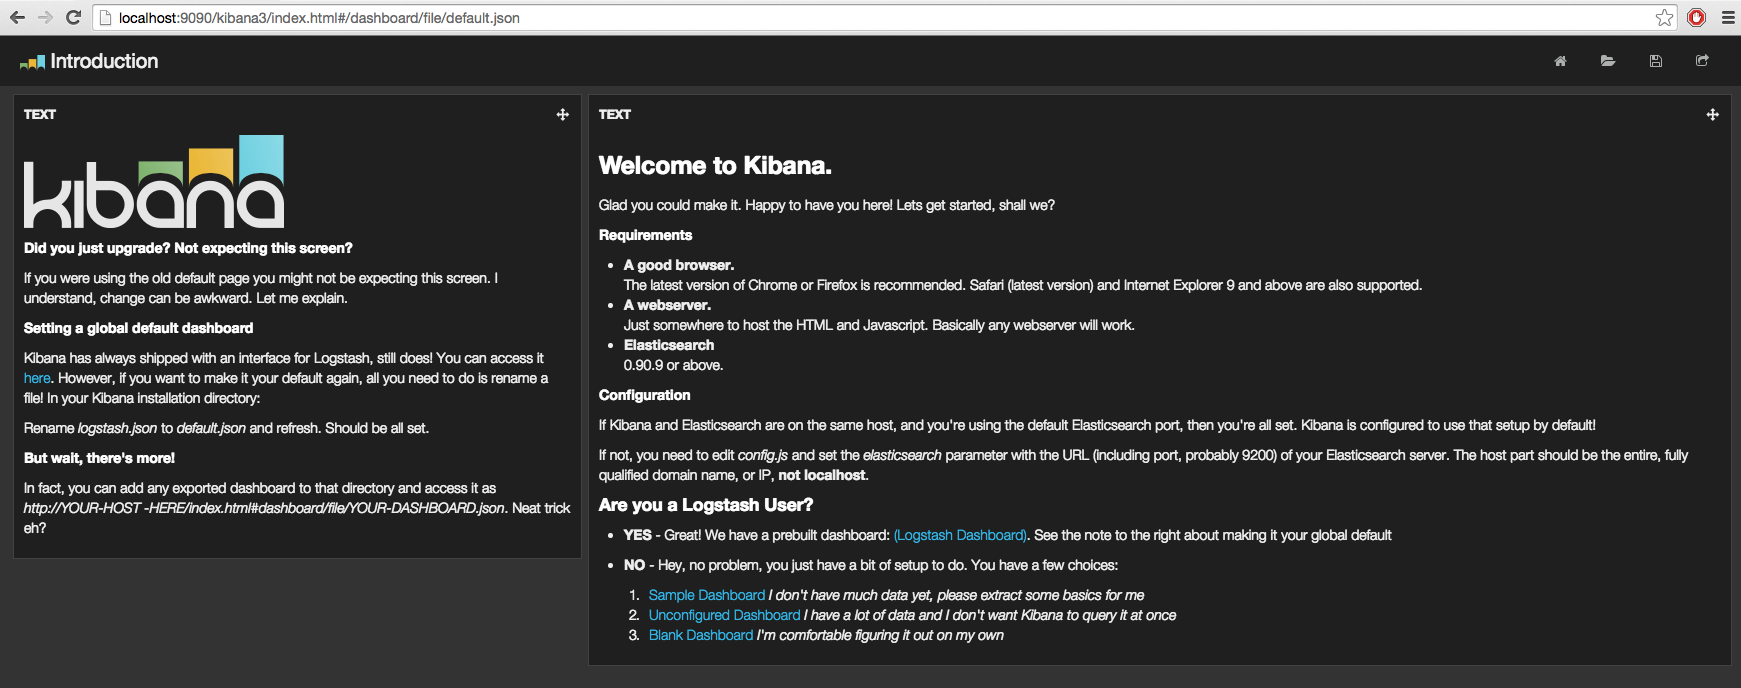 localhost:9090/kibana3/index.html#/dashboard/file/default.json
Introduction
TEXT
kibana
Did you just upgrade? Not expecting this screen?
If you were using the old default page you might not be expecting this screen. I
understand, change can be awkward. Let me explain.
Setting a global default dashboard
Kibana has always shipped with an interface for Logstash, still does! You can access it
here. However, if you want to make it your default again, all you need to do is rename a
file! In your Kibana installation directory:
Rename logstash.json to default.json and refresh. Should be all set.
But wait, there's more!
In fact, you can add any exported dashboard to that directory and access it as
http://YOUR-HOST -HERE/index.html#dashboard/file/YOUR-DASHBOARD.json. Neat trick
eh?
TEXT
Welcome to Kibana.
Glad you could make it. Happy to have you here! Lets get started, shall we?
Requirements
• A good browser.
The latest version of Chrome or Firefox is recommended. Safari (latest version) and Internet Explorer 9 and above are also supported.
• A webserver.
Just somewhere to host the HTML and Javascript. Basically any webserver will work.
• Elasticsearch
0.90.9 or above.
Configuration
If Kibana and Elasticsearch are on the same host, and you're using the default Elasticsearch port, then you're all set. Kibana is configured to use that setup by default!
If not, you need to edit config.js and set the elasticsearch parameter with the URL (including port, probably 9200) of your Elasticsearch server. The host part should be the entire, fully
qualified domain name, or IP, not localhost.
Are you a Logstash User?
• YES - Great! We have a prebuilt dashboard: (Logstash Dashboard). See the note to the right about making it your global default
• NO - Hey, no problem, you just have a bit of setup to do. You have a few choices:
1. Sample Dashboard I don't have much data yet, please extract some basics for me
2. Unconfigured Dashboard I have a lot of data and I don't want Kibana to query it at once
3. Blank Dashboard I'm comfortable figuring it out on my own